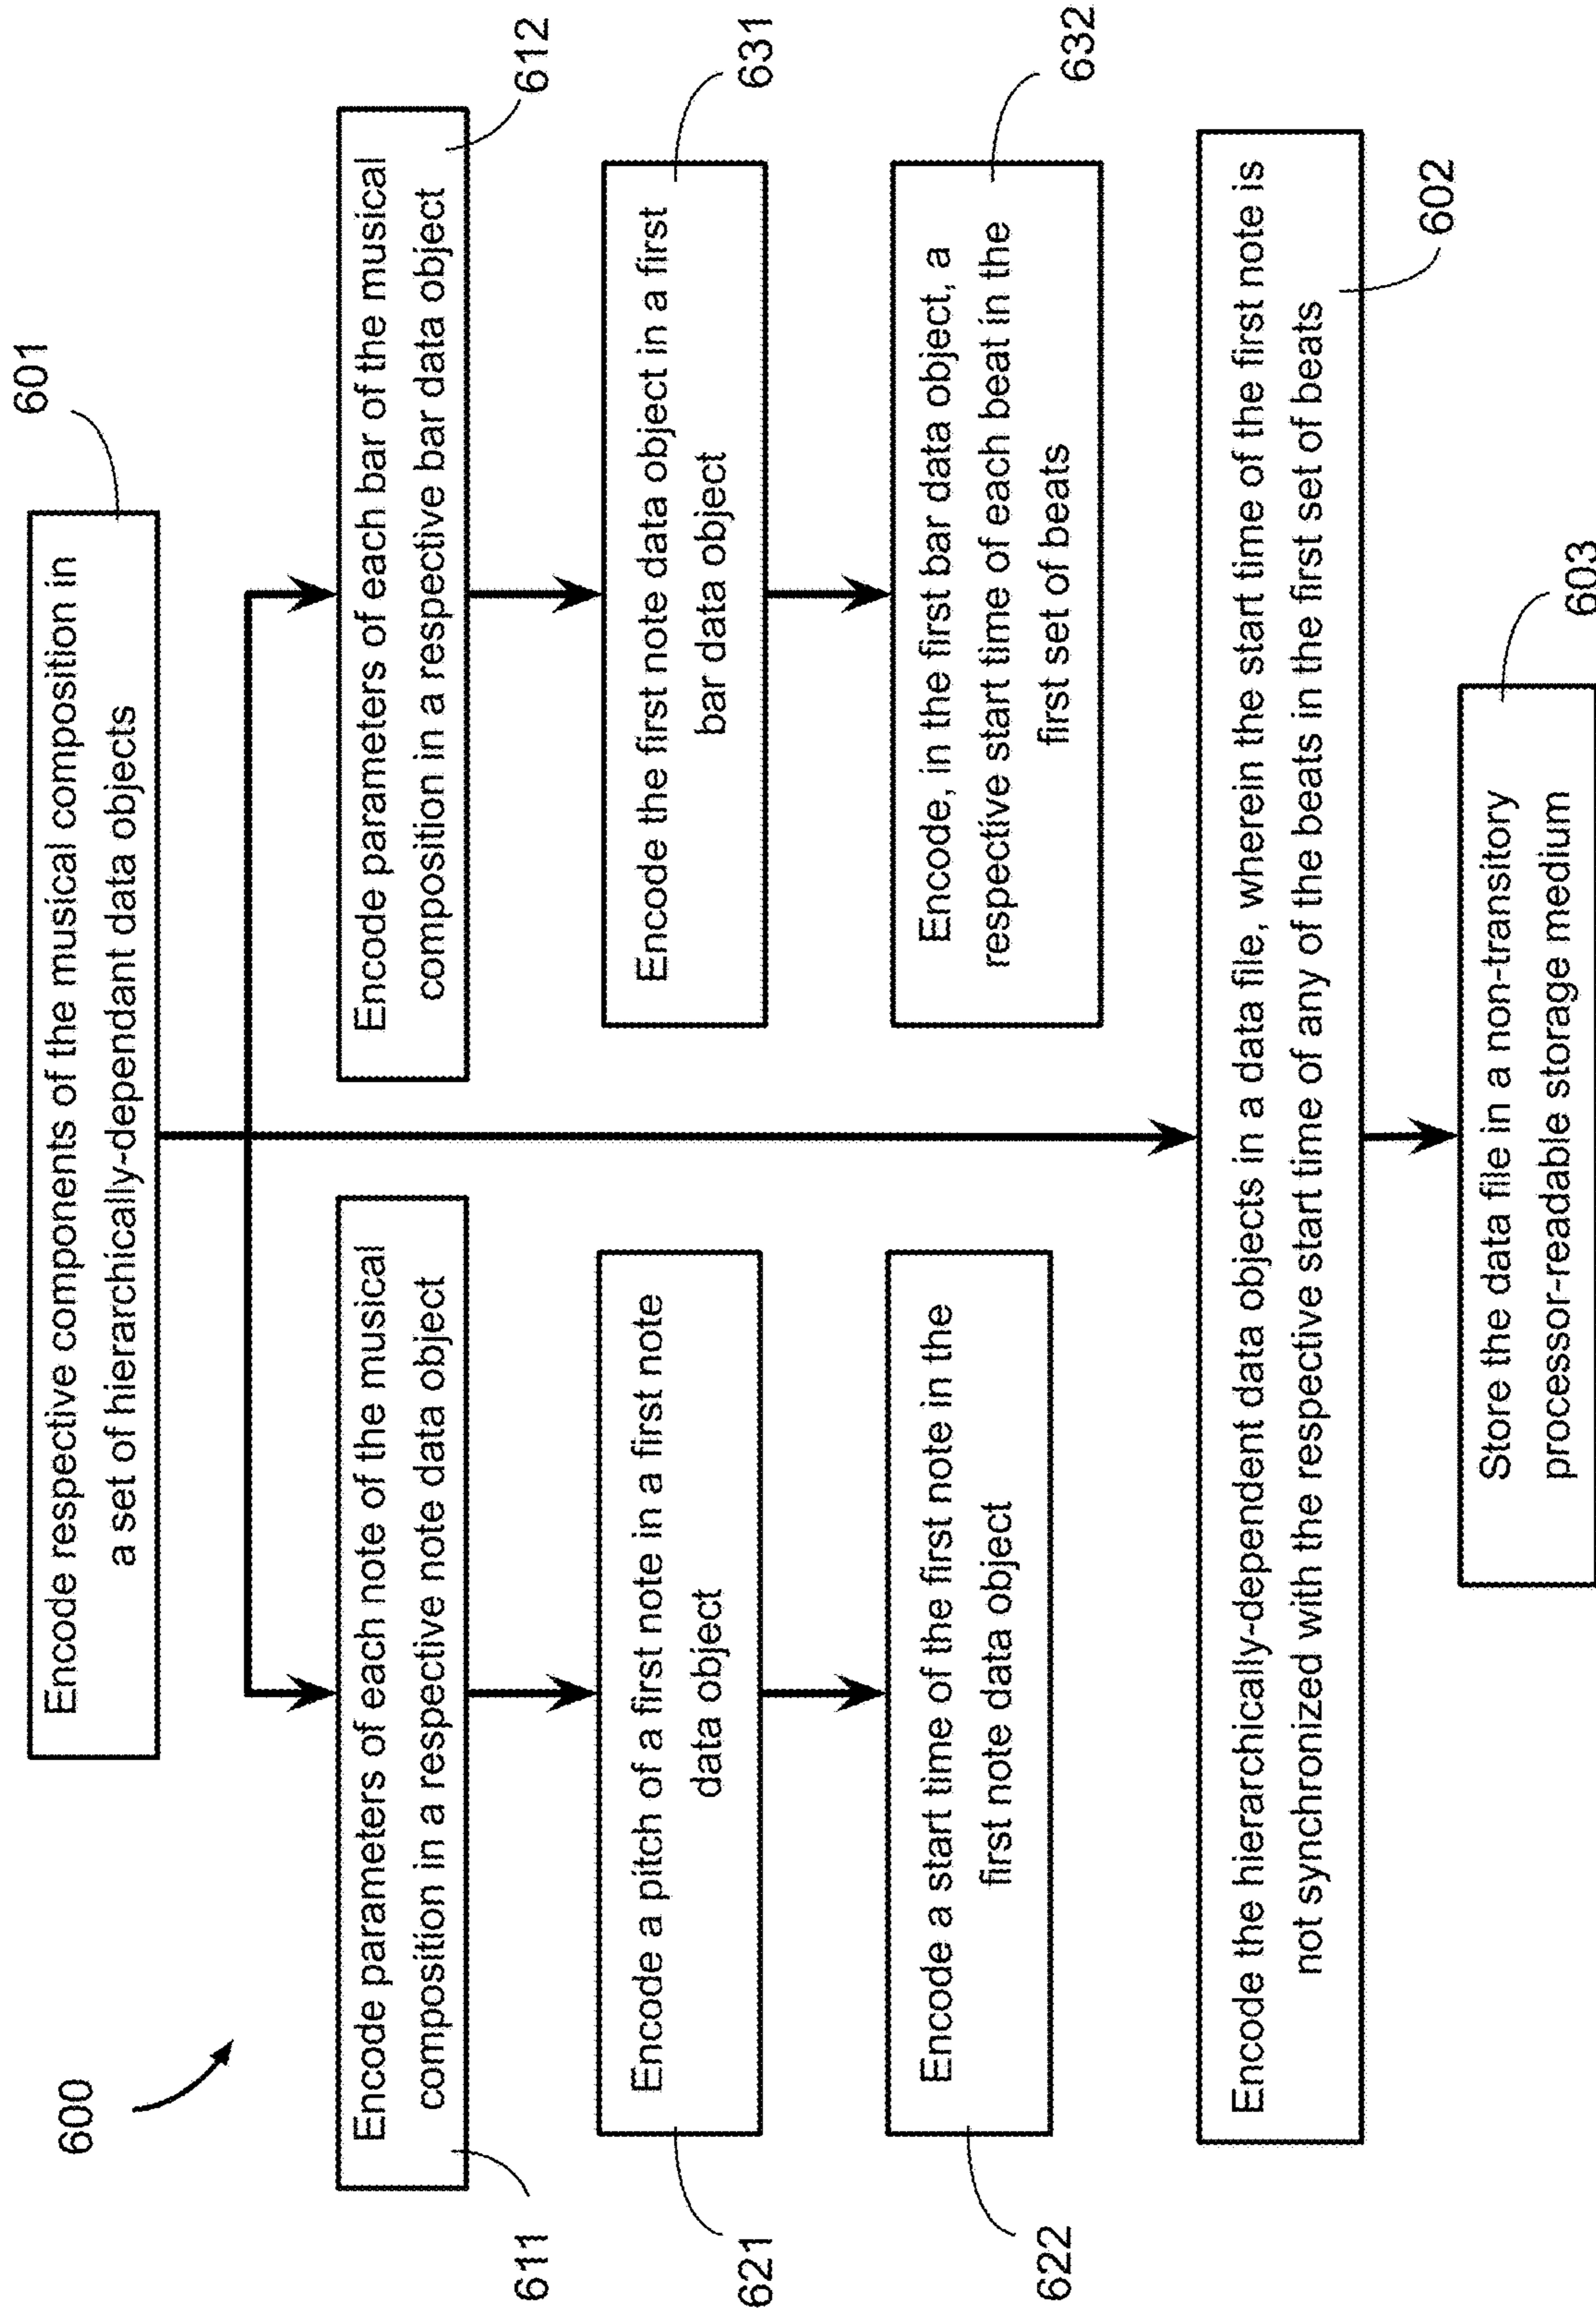 600
601
Encode respective components of the musical composition in
a set of hierarchically-dependant data objects
611
Encode parameters of each note of the musical
composition in a respective note data object
612
Encode parameters of each bar of the musical
composition in a respective bar data object
621
Encode a pitch of a first note in a first note
data object
631
Encode the first note data object in a first
bar data object
622
Encode a start time of the first note in the
first note data object
632
Encode, in the first bar data object, a
respective start time of each beat in the
first set of beats
602
Encode the hierarchically-dependent data objects in a data file, wherein the start time of the first note is
not synchronized with the respective start time of any of the beats in the first set of beats
603
Store the data file in a non-transitory
processor-readable storage medium